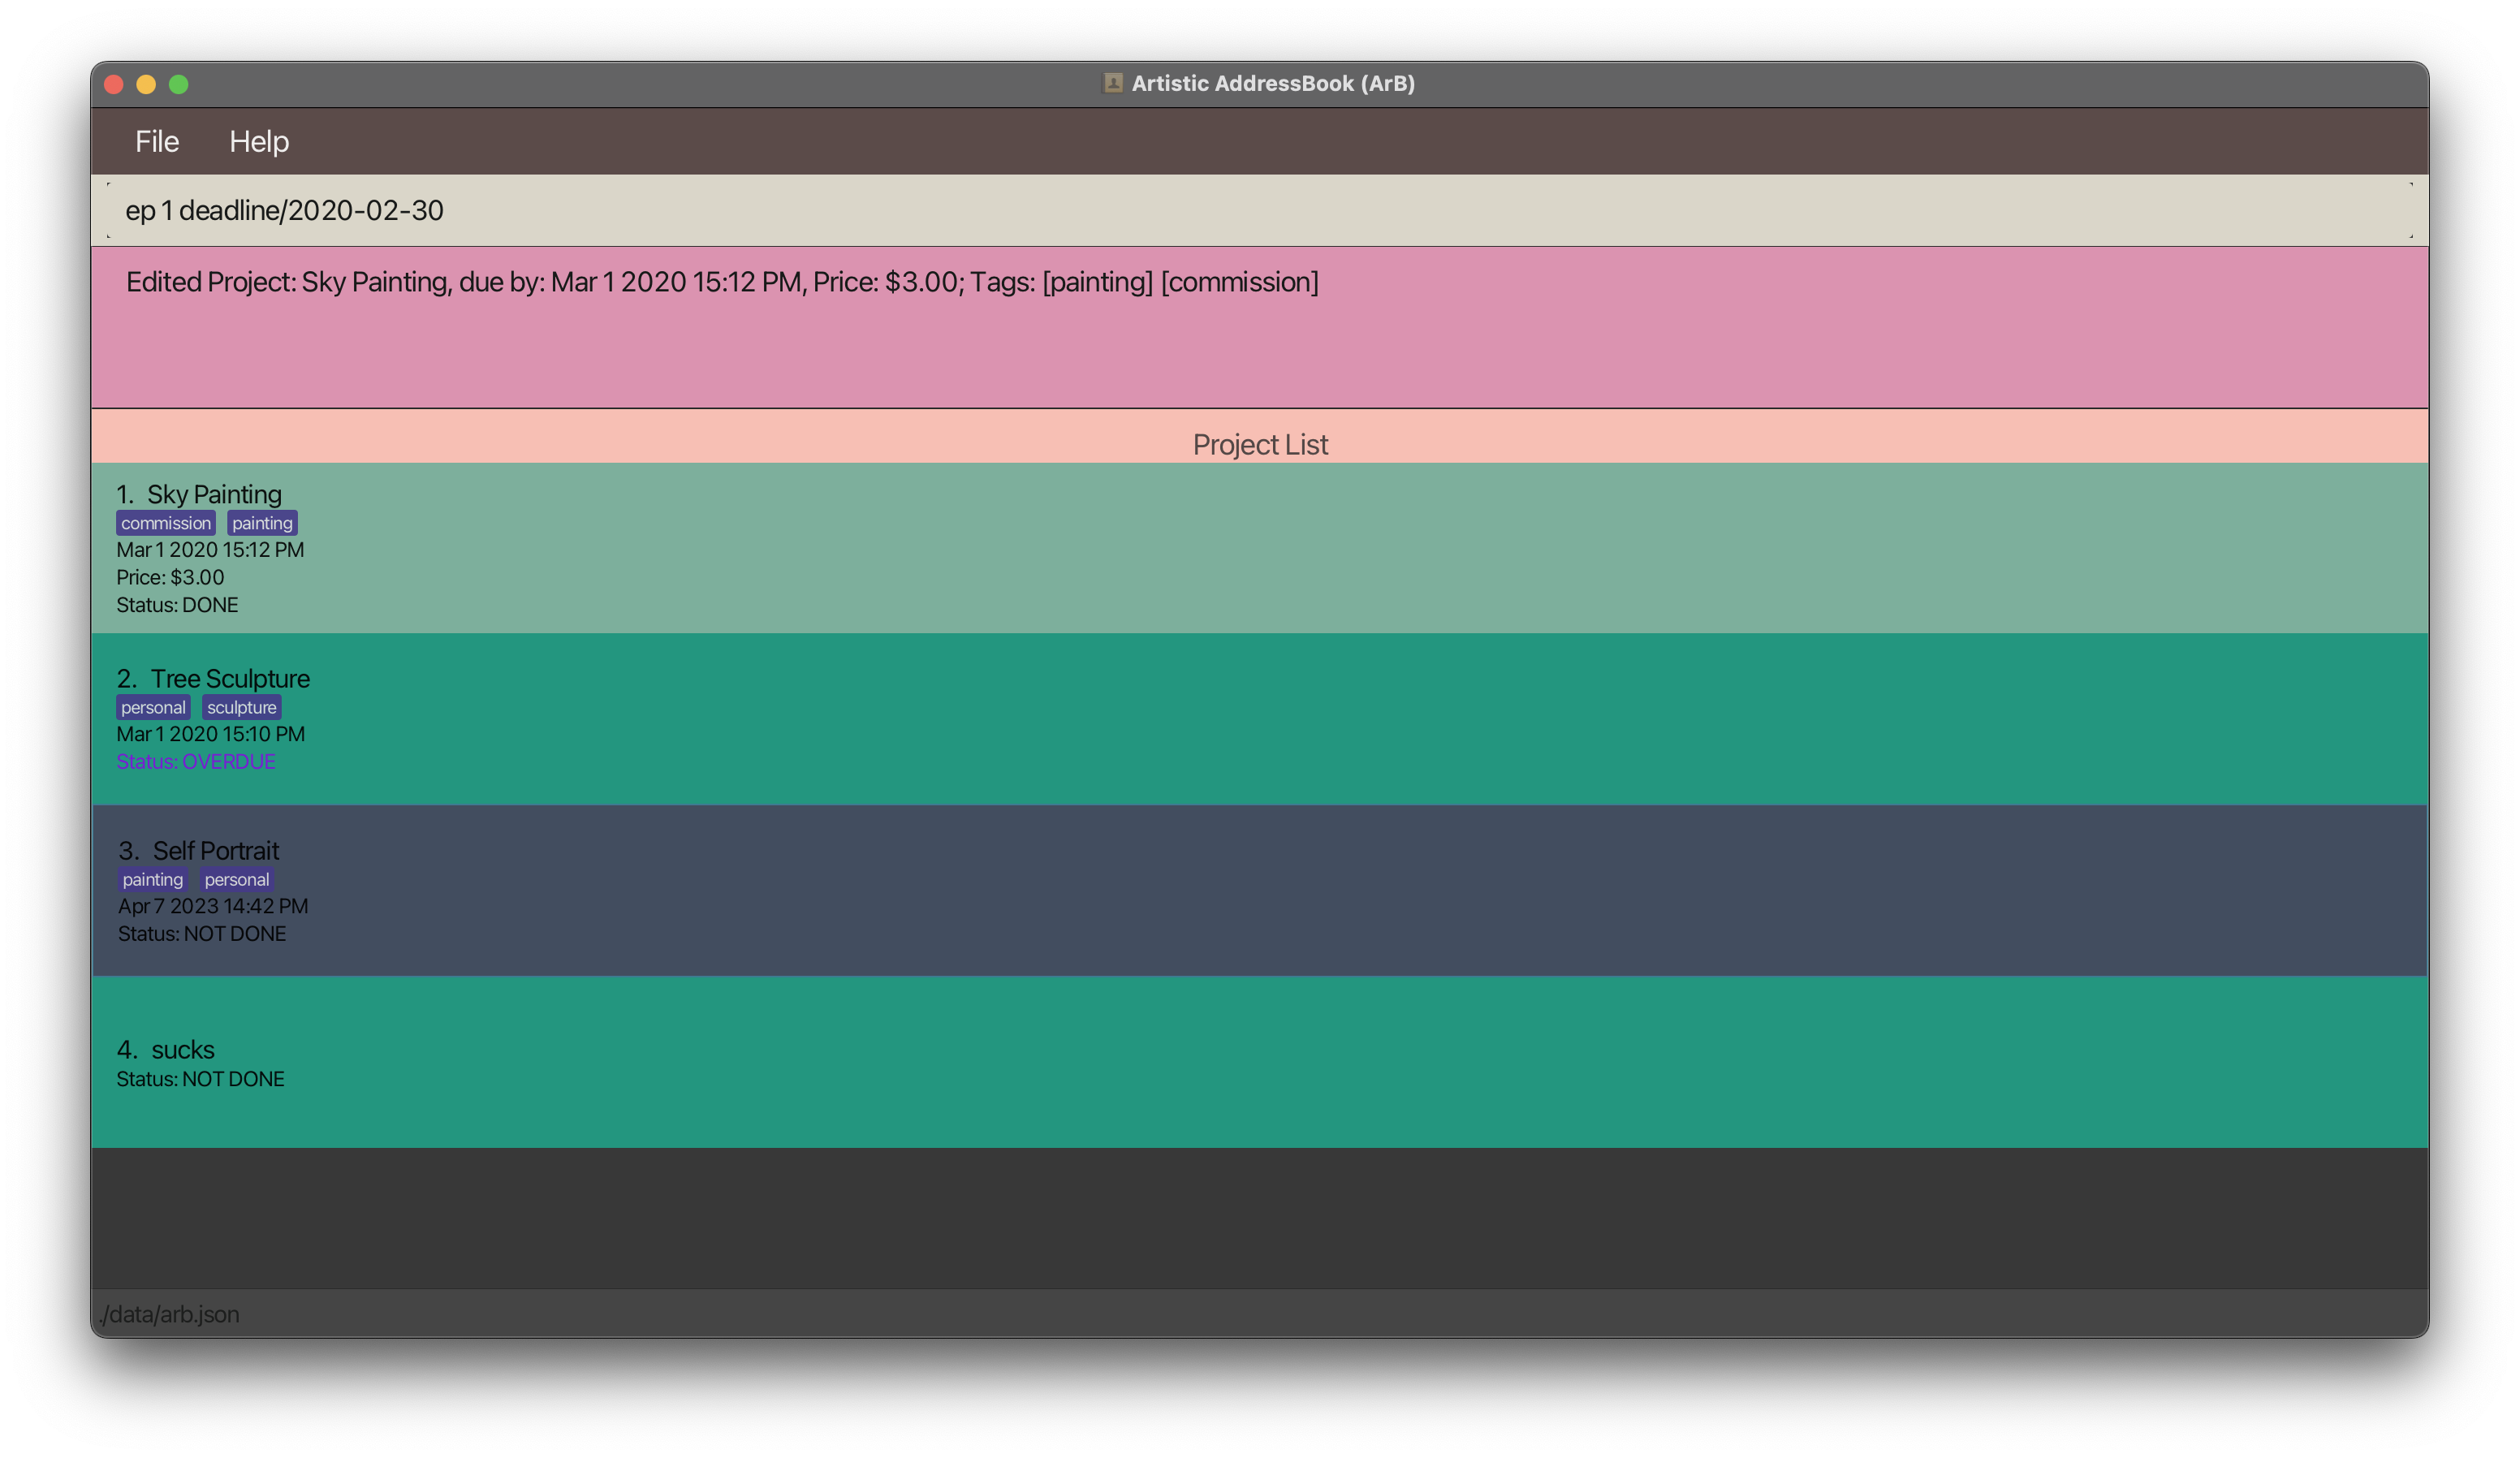 Artistic AddressBook (ArB)
File Help
ep 1 deadline/2020-02-30
Edited Project: Sky Painting, due by: Mar 1 2020 15:12 PM, Price: $3.00; Tags: [painting] [commission]
Project List
1. Sky Painting
commission painting
Mar 1 2020 15:12 PM
Price: $3.00
Status: DONE
2. Tree Sculpture
personal sculpture
Mar 1 2020 15:10 PM
Status: OVERDUE
3. Self Portrait
painting personal
Apr 7 2023 14:42 PM
Status: NOT DONE
4. sucks
Status: NOT DONE
./data/arb.json